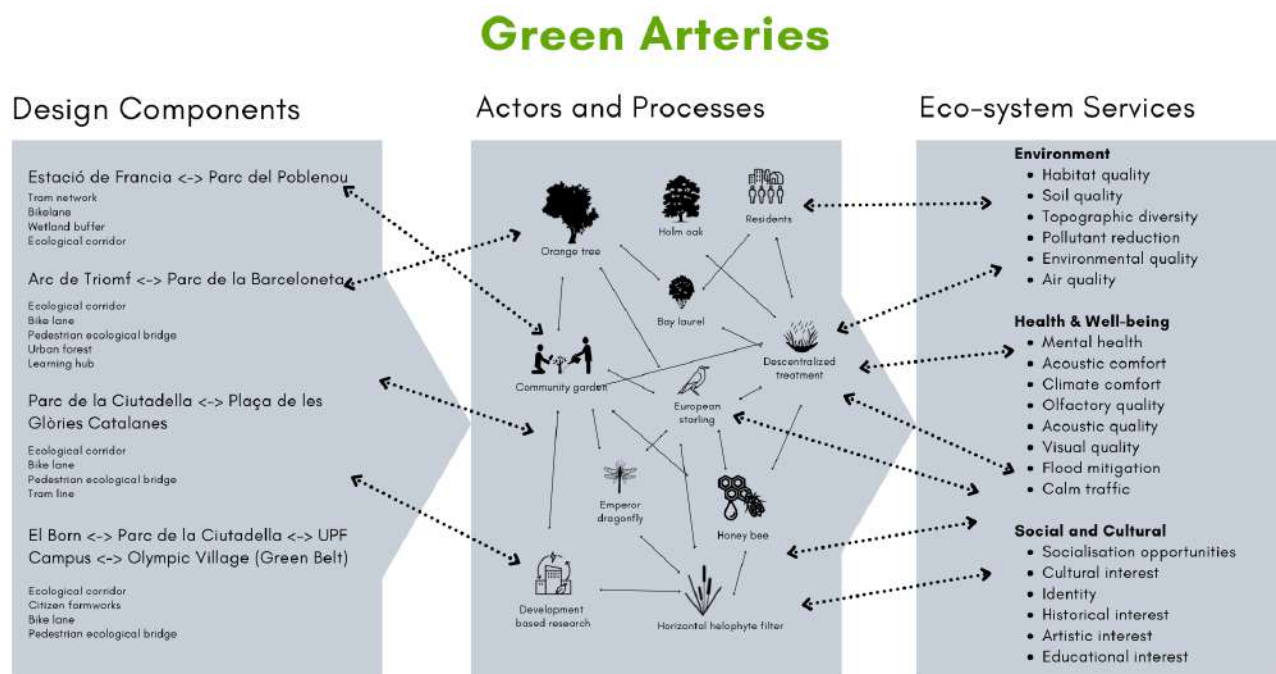 Green Arteries
Design Components
Estació de Francia <-> Parc del Poblenou
Tram network
Bikelane
Wetland buffer
Ecological corridor
Arc de Triomf <-> Parc de la Barceloneta
Ecological corridor
Bike lane
Pedestrian ecological bridge
Urban forest
Learning hub
Parc de la Ciutadella <-> Plaça de les
Glòries Catalanes
Ecological corridor
Bike lane
Pedestrian ecological bridge
Tram line
El Born <-> Parc de la Ciutadella <-> UPF
Campus <-> Olympic Village (Green Belt)
Ecological corridor
Citizen farmworks
Bike lane
Pedestrian ecological bridge
Actors and Processes
Orange tree
Holm oak
Residents
Bay laurel
Community garden
Descentralized
treatment
European
starling
Emperor
dragonfly
Honey bee
Development
based research
Horizontal helophyte filter
Eco-system Services
Environment
• Habitat quality
• Soil quality
• Topographic diversity
• Pollutant reduction
• Environmental quality
• Air quality
Health & Well-being
• Mental health
• Acoustic comfort
• Climate comfort
• Olfactory quality
• Acoustic quality
• Visual quality
• Flood mitigation
• Calm traffic
Social and Cultural
• Socialisation opportunities
• Cultural interest
• Identity
• Historical interest
• Artistic interest
• Educational interest